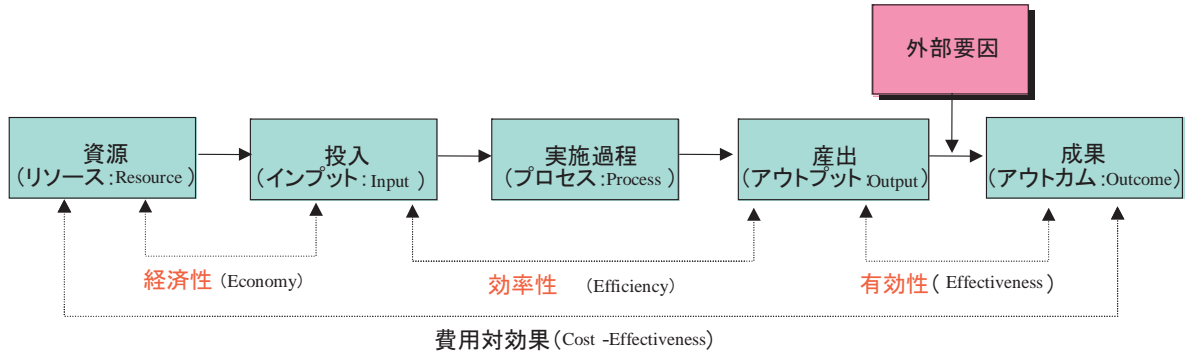 外部要因
資源
(リソース:Resource)
投入
(インプット:Input )
実施過程
(プロセス:Process)
産出
(アウトプット:Output)
成果
(アウトカム:Outcome)
経済性 (Economy)
効率性 (Efficiency)
有効性( Effectiveness )
費用対効果(Cost -Effectiveness)